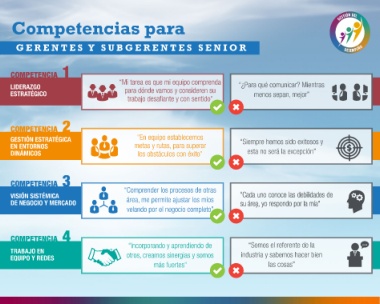 Competencias para
GERENTES Y SUBGERENTES SENIOR
GESTIÓN DEL
COMPETENCIA 1
LIDERAZGO
ESTRATÉGICO
"Mi tarea es que mi equipo comprenda
para dónde vamos y consideren su
trabajo desafiante y con sentido"
"¿Para qué comunicar? Mientras
menos sepan, mejor"
COMPETENCIA 2
GESTIÓN ESTRATÉGICA
EN ENTORNOS
DINÁMICOS
"En equipo establecemos
metas y rutas, para superar
los obstáculos con éxito"
"Siempre hemos sido exitosos y
esta no será la excepción"
COMPETENCIA 3
VISIÓN SISTÉMICA
DE NEGOCIO Y MERCADO
"Comprender los procesos de otras
área, me permite ajustar los míos
velando por el negocio completo"
"Cada uno conoce las debilidades de
su área, yo respondo por la mía"
COMPETENCIA 4
TRABAJO EN
EQUIPO Y REDES
"Incorporando y aprendiendo de
otros, creamos sinergias y somos
más fuertes"
"Somos el referente de la
industria y sabemos hacer bien
las cosas"